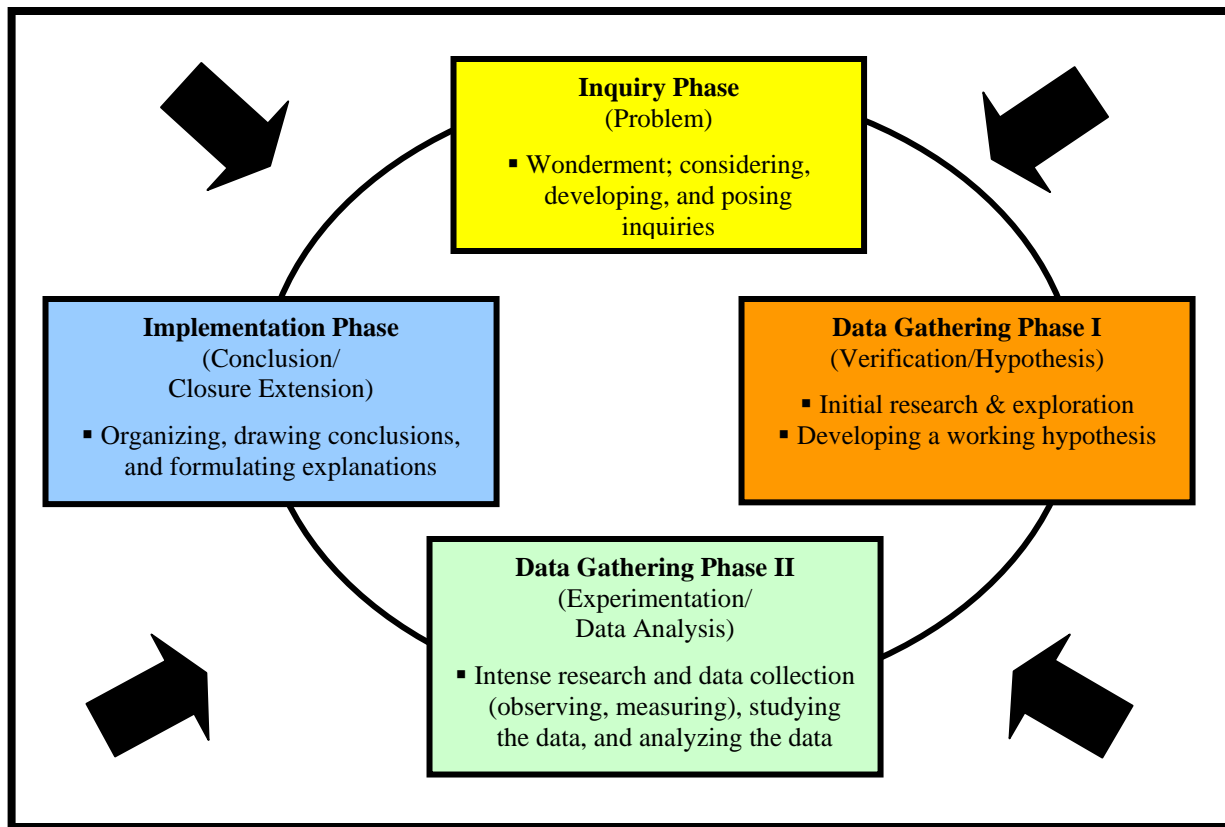 Inquiry Phase
(Problem)
▪ Wonderment; considering,
developing, and posing
inquiries
Implementation Phase
(Conclusion/
Closure Extension)
▪ Organizing, drawing conclusions,
and formulating explanations
Data Gathering Phase I
(Verification/Hypothesis)
▪ Initial research & exploration
▪ Developing a working hypothesis
Data Gathering Phase II
(Experimentation/
Data Analysis)
▪ Intense research and data collection
(observing, measuring), studying
the data, and analyzing the data